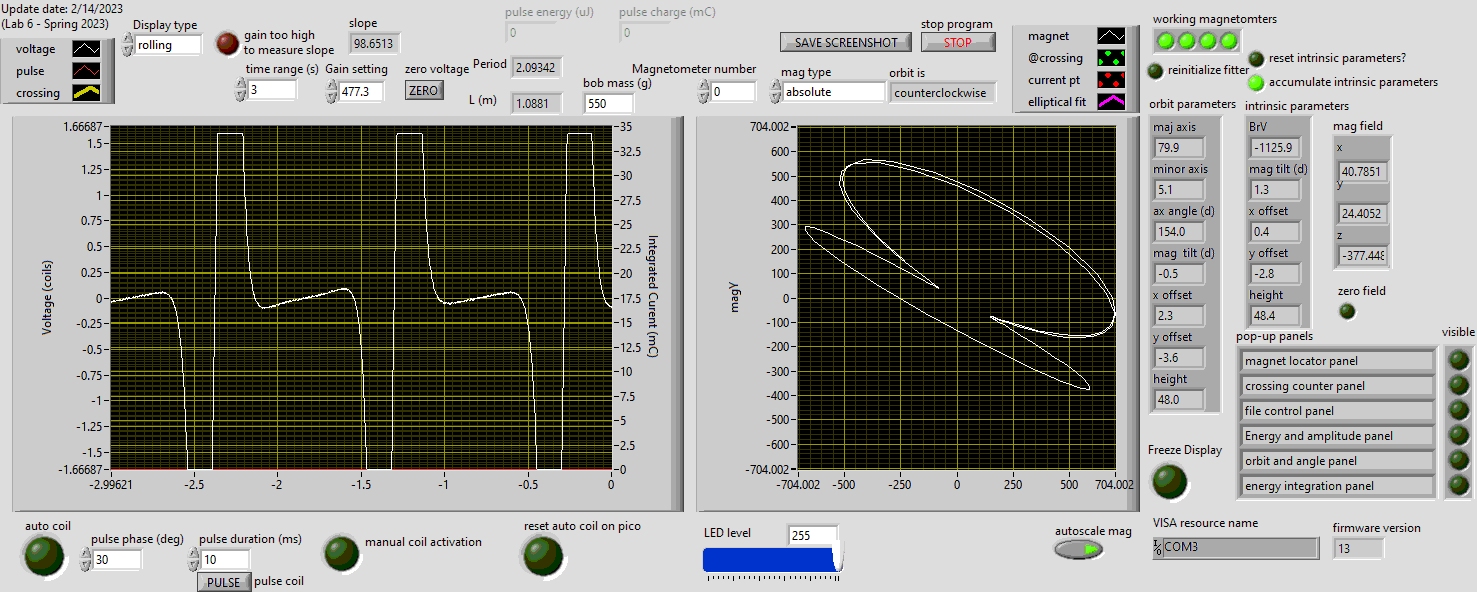 Update date: 2/14/2023
(Lab 6 - Spring 2023)
voltage
pulse
crossing
Display type
rolling
gain too high
to measure slope
slope
98.6513
time range (s)
3
Gain setting
477.3
zero voltage
ZERO
pulse energy (uJ)
0
pulse charge (mC)
0
Period
2.09342
L (m)
1.0881
bob mass (g)
550
Magnetometer number
0
mag type
absolute
SAVE SCREENSHOT
stop program
STOP
orbit is
counterclockwise
magnet
@crossing
current pt
elliptical fit
working magnetomters
reinitialize fitter
reset intrinsic parameters?
accumulate intrinsic parameters
orbit parameters
maj axis
79.9
minor axis
5.1
ax angle (d)
154.0
mag tilt (d)
-0.5
x offset
2.3
y offset
-3.6
height
48.0
intrinsic parameters
BrV
-1125.9
mag tilt (d)
1.3
x offset
0.4
y offset
-2.8
height
48.4
mag field
x
40.7851
y
24.4052
z
-377.448
zero field
pop-up panels
visible
magnet locator panel
crossing counter panel
file control panel
Energy and amplitude panel
orbit and angle panel
energy integration panel
Freeze Display
VISA resource name
COM3
firmware version
13
Voltage (coils)
1.66687
1.5
1.25
1
0.75
0.5
0.25
0
-0.25
-0.5
-0.75
-1
-1.25
-1.5
-1.66687
-2.99621
-2.5
-2
-1.5
-1
-0.5
0
35
32.5
30
27.5
25
22.5
20
17.5
15
12.5
10
7.5
5
2.5
0
Integrated Current (mC)
magy
704.002
600
500
400
300
200
100
0
-100
-200
-300
-400
-500
-600
-704.002
-704.002
-500
-250
0
250
500
704.002
auto coil
pulse phase (deg)
30
pulse duration (ms)
10
PULSE
pulse coil
manual coil activation
reset auto coil on pico
LED level
255
autoscale mag